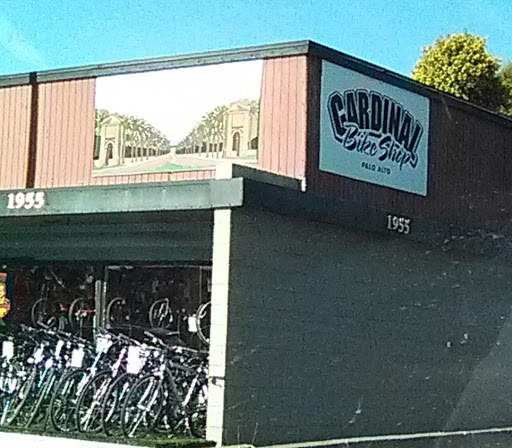 CARDINAL
Bike Shop
PALO ALTO
1955
1955